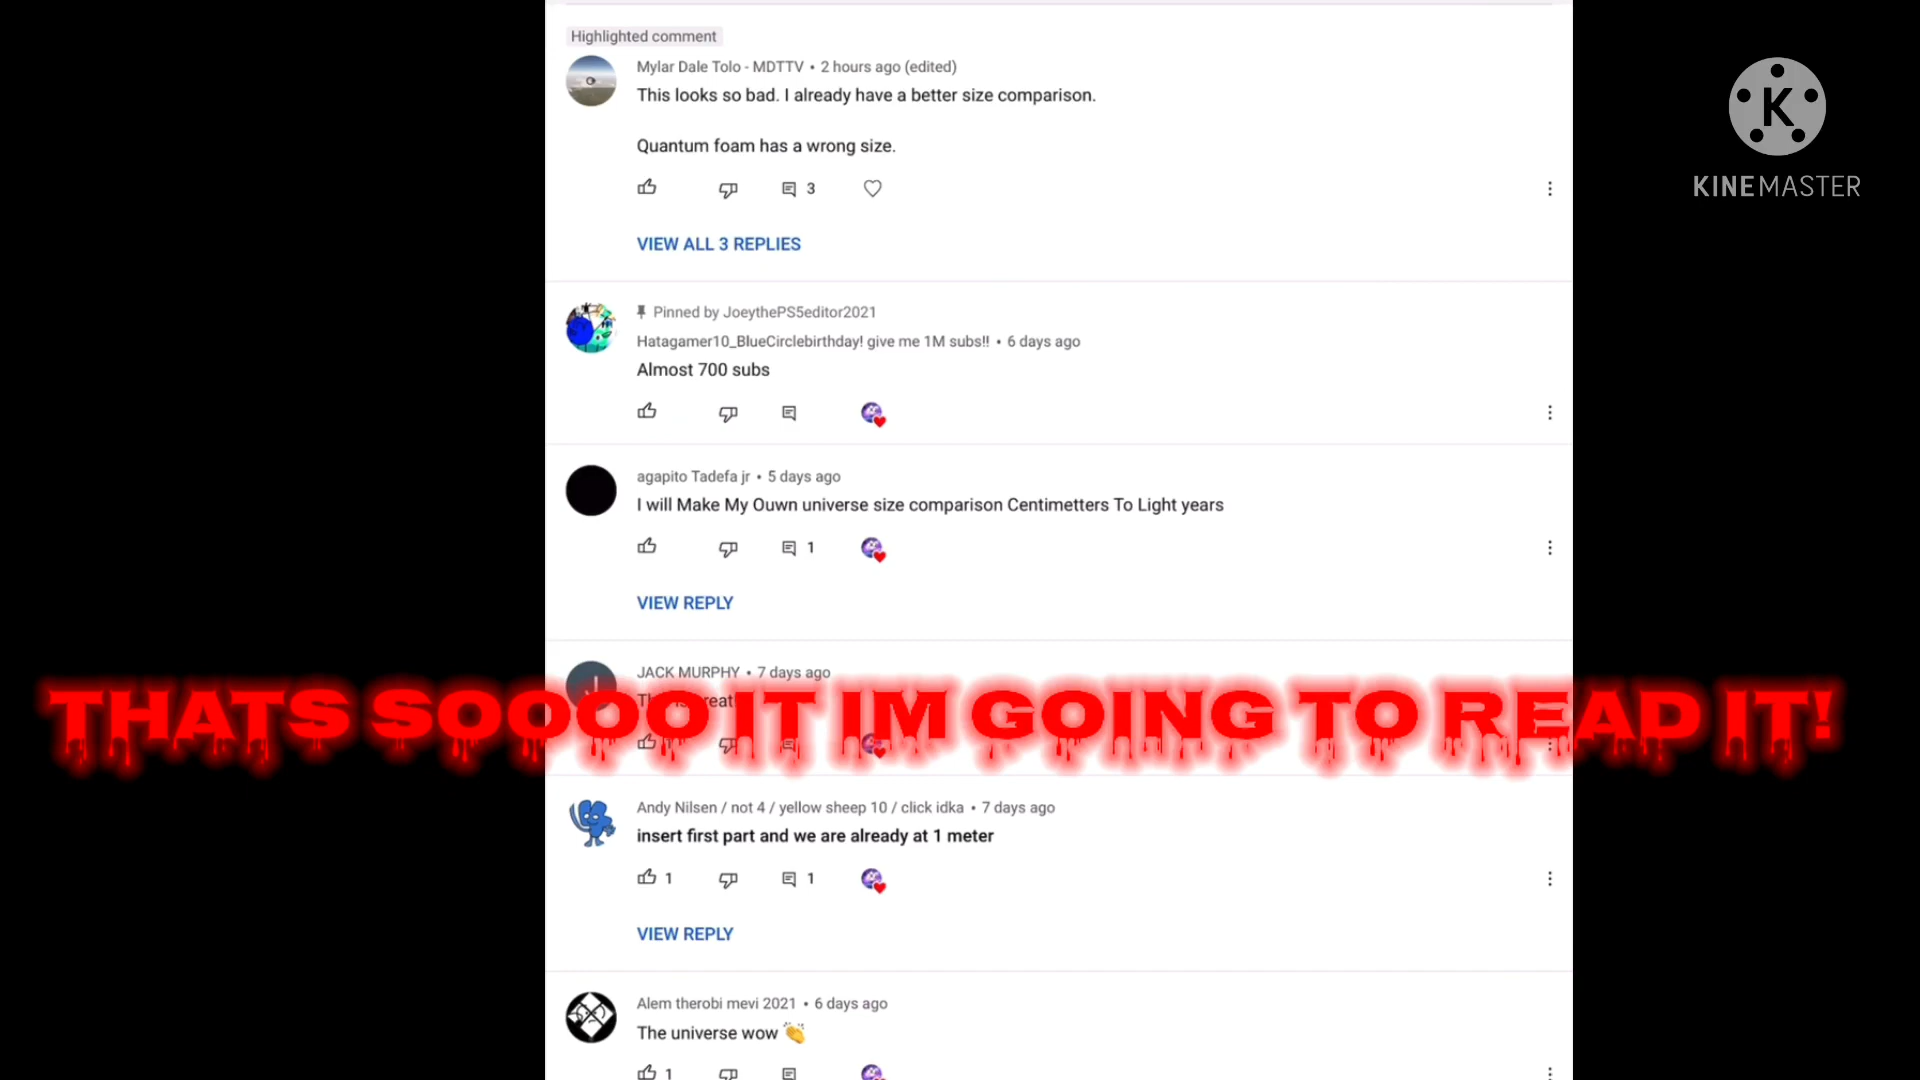 Highlighted comment
Mylar Dale Tolo - MDTTV • 2 hours ago (edited)
This looks so bad. I already have a better size comparison.
Quantum foam has a wrong size.
3
VIEW ALL 3 REPLIES
KINEMASTER
Pinned by JoeythePS5editor2021
Hatagamer10_BlueCirclebirthday! give me 1M subs!! • 6 days ago
Almost 700 subs
agapito Tadefa jr • 5 days ago
I will Make My Ouwn universe size comparison Centimetters To Light years
1
VIEW REPLY
JACK MURPHY • 7 days ago
THATS SOOOO IT IM GOING TO READ IT!
Andy Nilsen / not 4 / yellow sheep 10 / click idka • 7 days ago
insert first part and we are already at 1 meter
1 1
VIEW REPLY
Alem therobi mevi 2021 • 6 days ago
The universe wow 👏
1